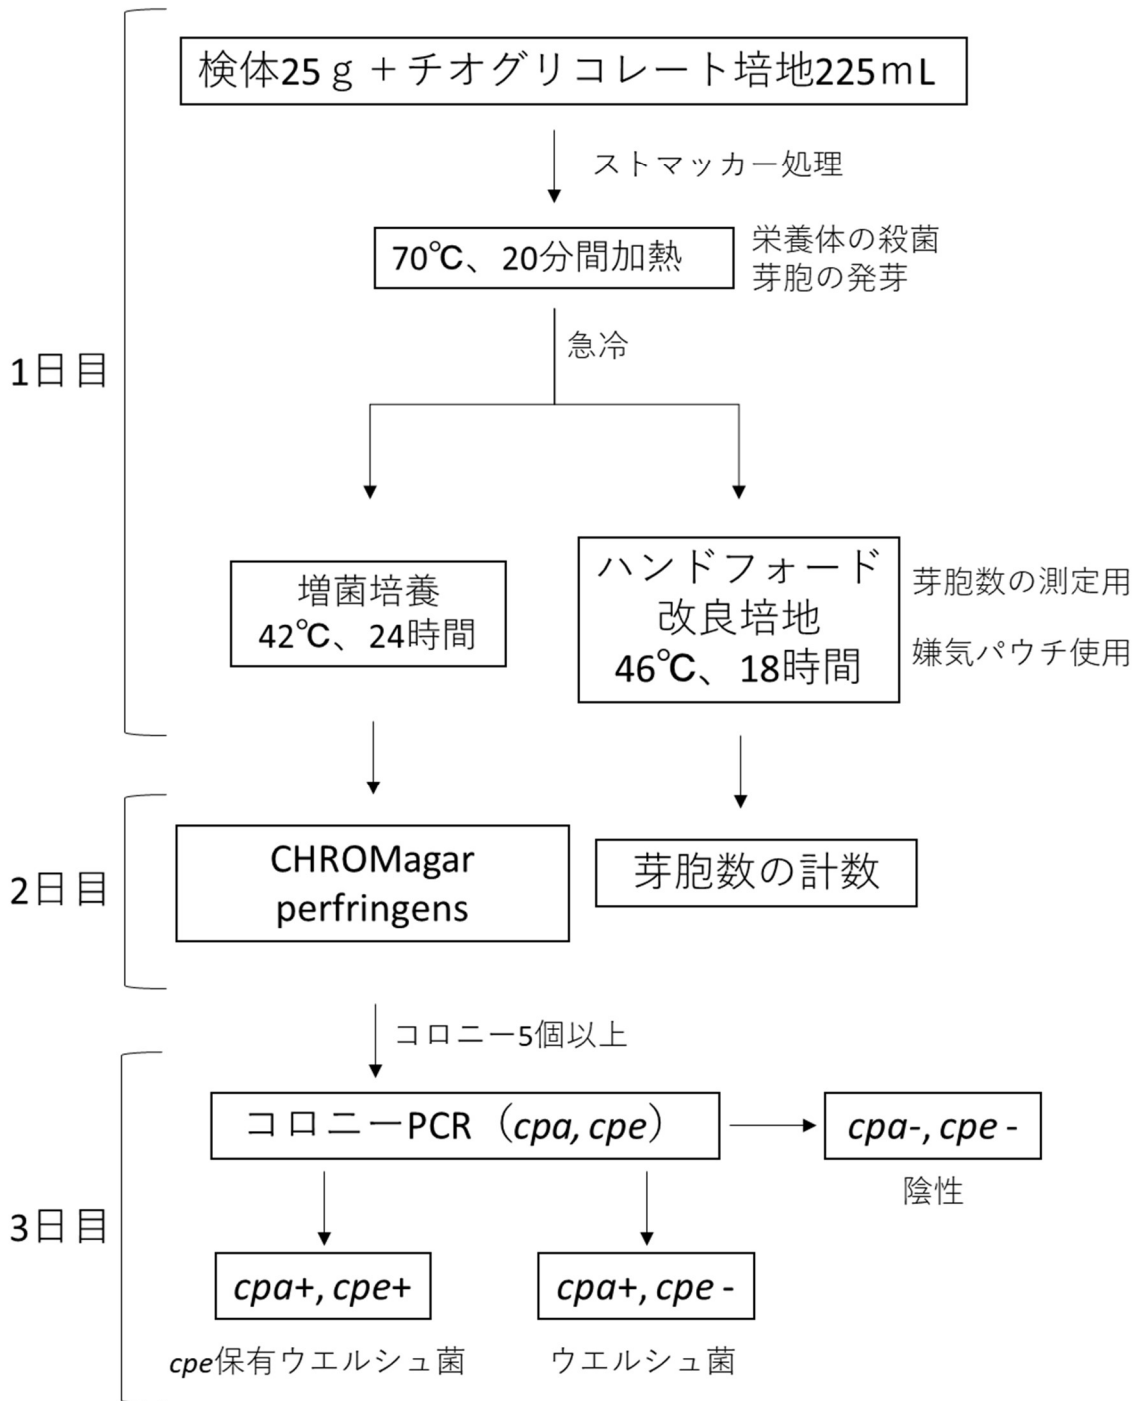 検体25ｇ＋チオグリコレート培地225ｍL
ストマッカー処理
70℃、20分間加熱
栄養体の殺菌
芽胞の発芽
急冷
1日目
増菌培養
42℃、24時間
ハンドフォード
改良培地
46℃、18時間
芽胞数の測定用
嫌気パウチ使用
2日目
CHROMagar
perfringens
芽胞数の計数
コロニー5個以上
3日目
コロニーPCR（cpa, cpe）
cpa-, cpe -
陰性
cpa+, cpe+
cpa+, cpe -
cpe保有ウエルシュ菌
ウエルシュ菌